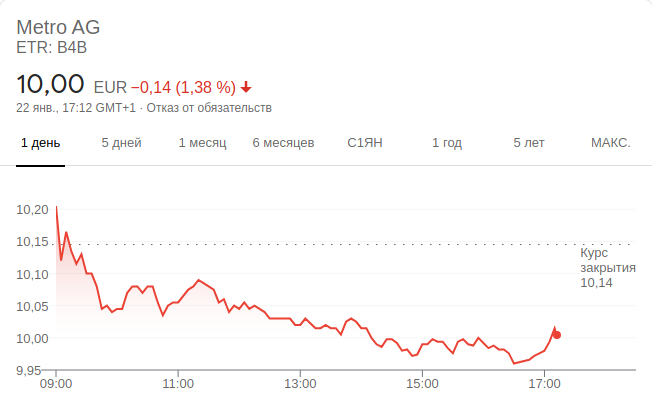 Metro AG
ETR: B4B
10,00 EUR −0,14 (1,38 %)
22 янв., 17:12 GMT+1 · Отказ от обязательств
1 день 5 дней 1 месяц 6 месяцев С1ЯН 1 год 5 лет МАКС.
10,20
10,15
Курс
закрытия
10,14
10,10
10,05
10,00
9,95
09:00 11:00 13:00 15:00 17:00